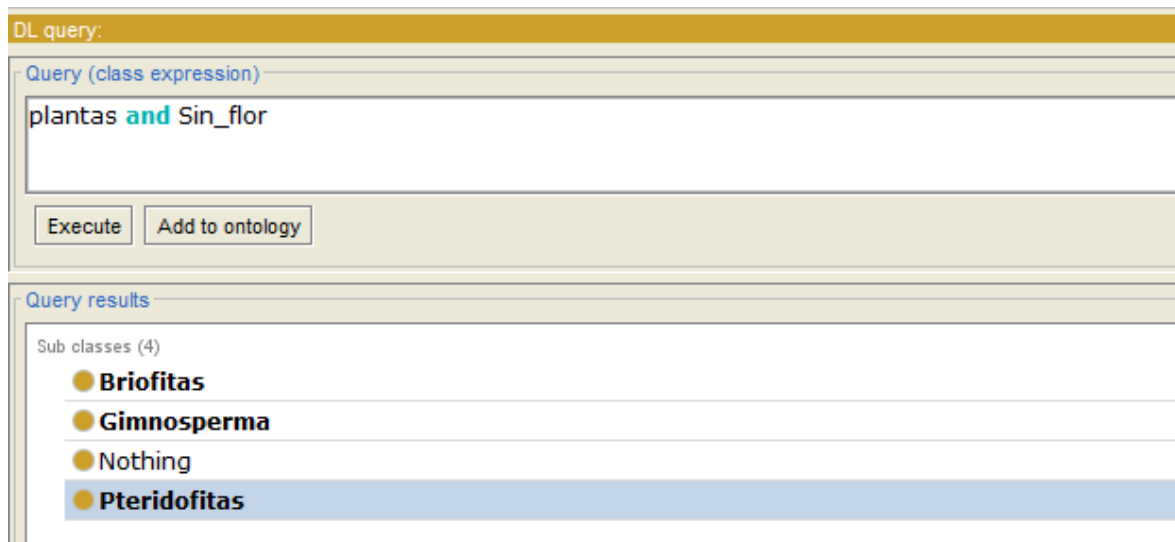 DL query:
Query (class expression)
plantas and Sin_flor
Execute Add to ontology
Query results
Sub classes (4)
Briofitas
Gimnosperma
Nothing
Pteridofitas